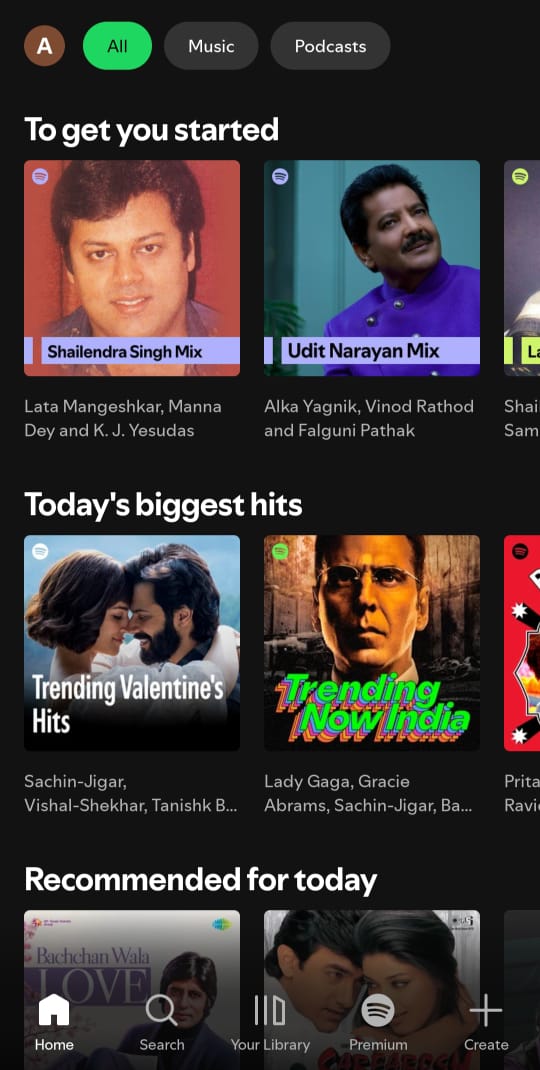 A
All
Music
Podcasts
To get you started
Shailendra Singh Mix
Udit Narayan Mix
La
Lata Mangeshkar, Manna
Dey and K. J. Yesudas
Alka Yagnik, Vinod Rathod
and Falguni Pathak
Shai
Sam
Today's biggest hits
Trending Valentine's
Hits
Trending
Now India
Sachin-Jigar,
Vishal-Shekhar, Tanishk B...
Lady Gaga, Gracie
Abrams, Sachin-Jigar, Ba...
Prita
Ravi
Recommended for today
Bachchan Wala
LOVE
Home
Search
Your Library
Premium
Create